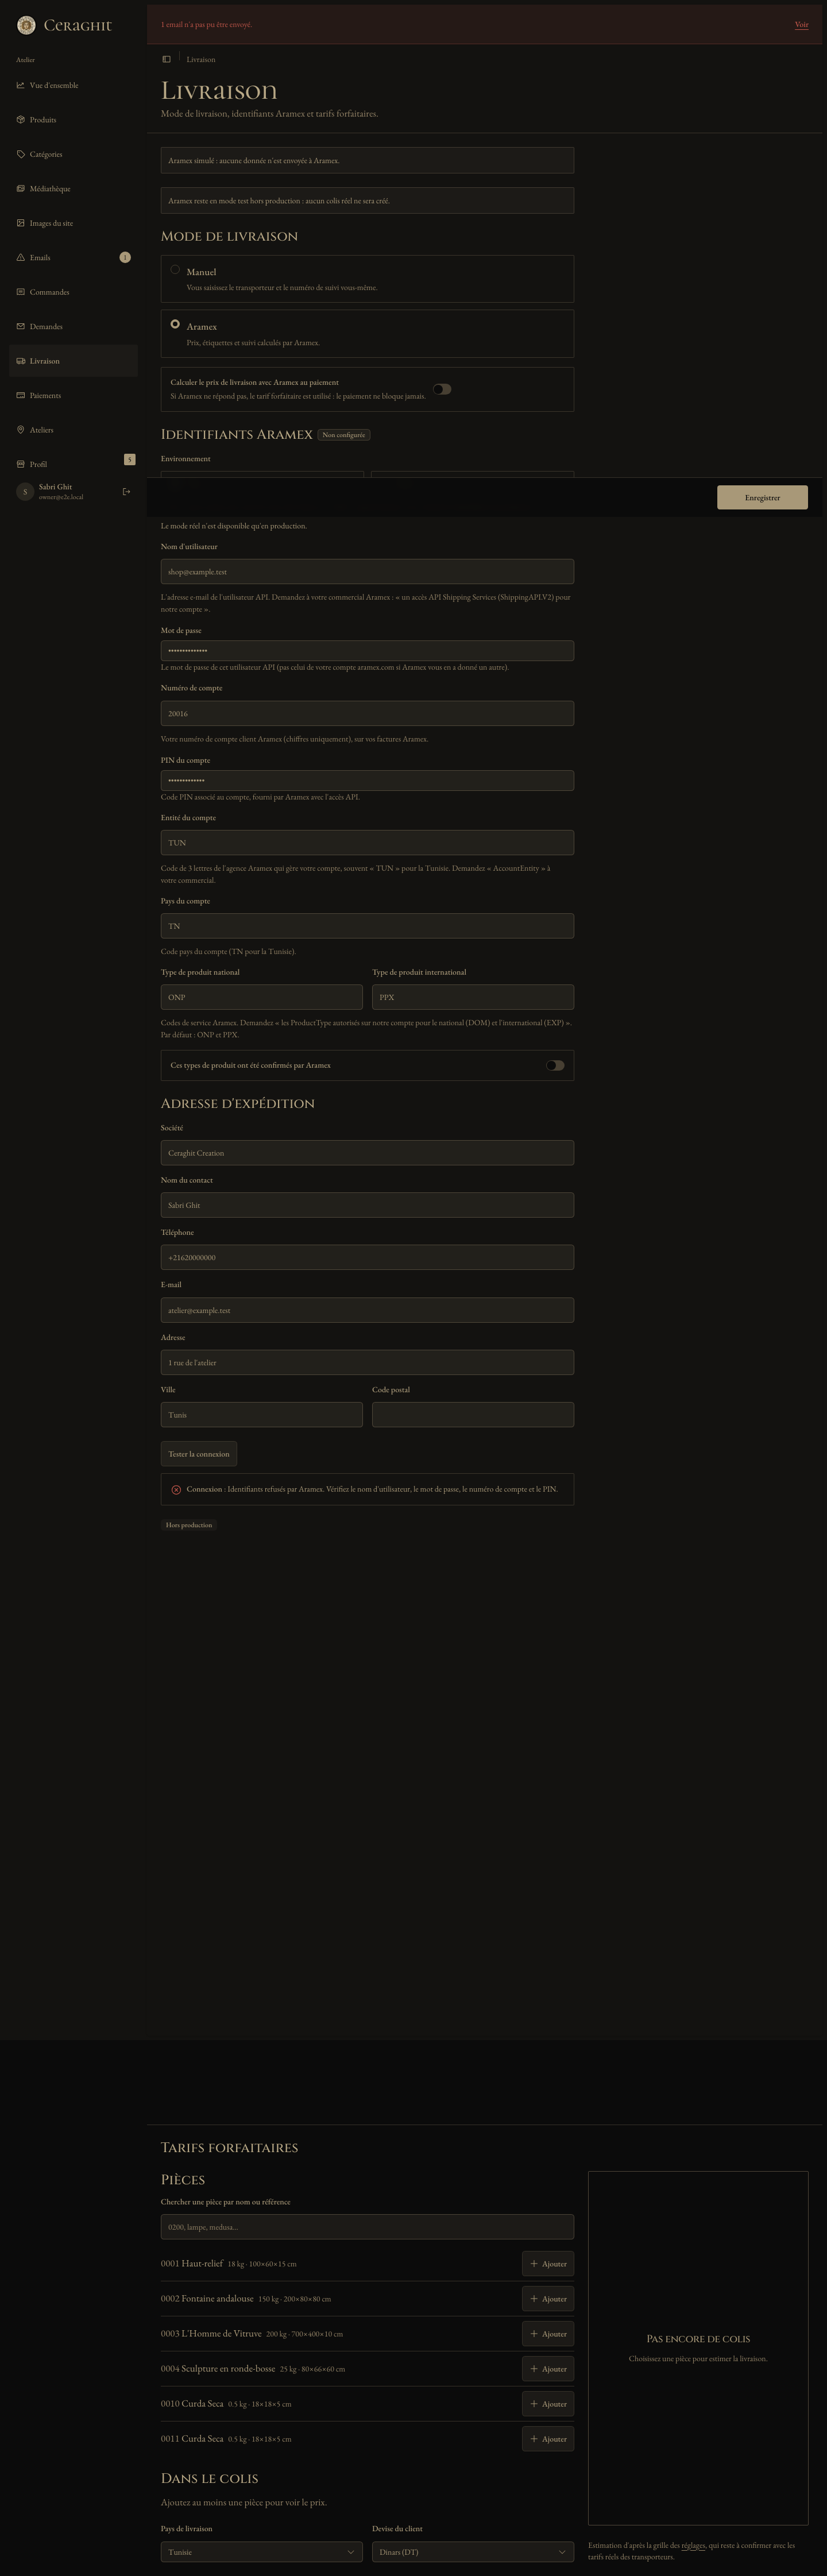 Ceraghit
Atelier
Vue d'ensemble
Produits
Catégories
Médiathèque
Images du site
Emails
1
Commandes
Demandes
Livraison
Paiements
Ateliers
Profil
5
S
Sabri Ghit
owner@e2e.local
1 email n'a pas pu être envoyé.
Voir
Livraison
Livraison
Mode de livraison, identifiants Aramex et tarifs forfaitaires.
Aramex simulé : aucune donnée n'est envoyée à Aramex.
Aramex reste en mode test hors production : aucun colis réel ne sera créé.
Mode de livraison
Manuel
Vous saisissez le transporteur et le numéro de suivi vous-même.
Aramex
Prix, étiquettes et suivi calculés par Aramex.
Calculer le prix de livraison avec Aramex au paiement
Si Aramex ne répond pas, le tarif forfaitaire est utilisé : le paiement ne bloque jamais.
Identifiants Aramex
Non configurée
Environnement
Enregistrer
Le mode réel n'est disponible qu'en production.
Nom d'utilisateur
shop@example.test
L'adresse e-mail de l'utilisateur API. Demandez à votre commercial Aramex : « un accès API Shipping Services (ShippingAPI.V2) pour
notre compte ».
Mot de passe
••••••••••••••
Le mot de passe de cet utilisateur API (pas celui de votre compte aramex.com si Aramex vous en a donné un autre).
Numéro de compte
20016
Votre numéro de compte client Aramex (chiffres uniquement), sur vos factures Aramex.
PIN du compte
•••••••••••••
Code PIN associé au compte, fourni par Aramex avec l'accès API.
Entité du compte
TUN
Code de 3 lettres de l'agence Aramex qui gère votre compte, souvent « TUN » pour la Tunisie. Demandez « AccountEntity » à
votre commercial.
Pays du compte
TN
Code pays du compte (TN pour la Tunisie).
Type de produit national
Type de produit international
ONP
PPX
Codes de service Aramex. Demandez « les ProductType autorisés sur notre compte pour le national (DOM) et l'international (EXP) ».
Par défaut : ONP et PPX.
Ces types de produit ont été confirmés par Aramex
Adresse d'expédition
Société
Ceraghit Creation
Nom du contact
Sabri Ghit
Téléphone
+21620000000
E-mail
atelier@example.test
Adresse
1 rue de l'atelier
Ville
Code postal
Tunis
Tester la connexion
Connexion : Identifiants refusés par Aramex. Vérifiez le nom d'utilisateur, le mot de passe, le numéro de compte et le PIN.
Hors production
Tarifs forfaitaires
Pièces
Chercher une pièce par nom ou référence
0200, lampe, medusa...
0001 Haut-relief 18 kg · 100×60×15 cm
Ajouter
0002 Fontaine andalouse 150 kg · 200×80×80 cm
Ajouter
0003 L'Homme de Vitruve 200 kg · 700×400×10 cm
Ajouter
0004 Sculpture en ronde-bosse 25 kg · 80×66×60 cm
Ajouter
0010 Curda Seca 0.5 kg · 18×18×5 cm
Ajouter
0011 Curda Seca 0.5 kg · 18×18×5 cm
Ajouter
Dans le colis
Ajoutez au moins une pièce pour voir le prix.
Pays de livraison
Devise du client
Tunisie
Dinars (DT)
Pas encore de colis
Choisissez une pièce pour estimer la livraison.
Estimation d'après la grille des réglages, qui reste à confirmer avec les
tarifs réels des transporteurs.